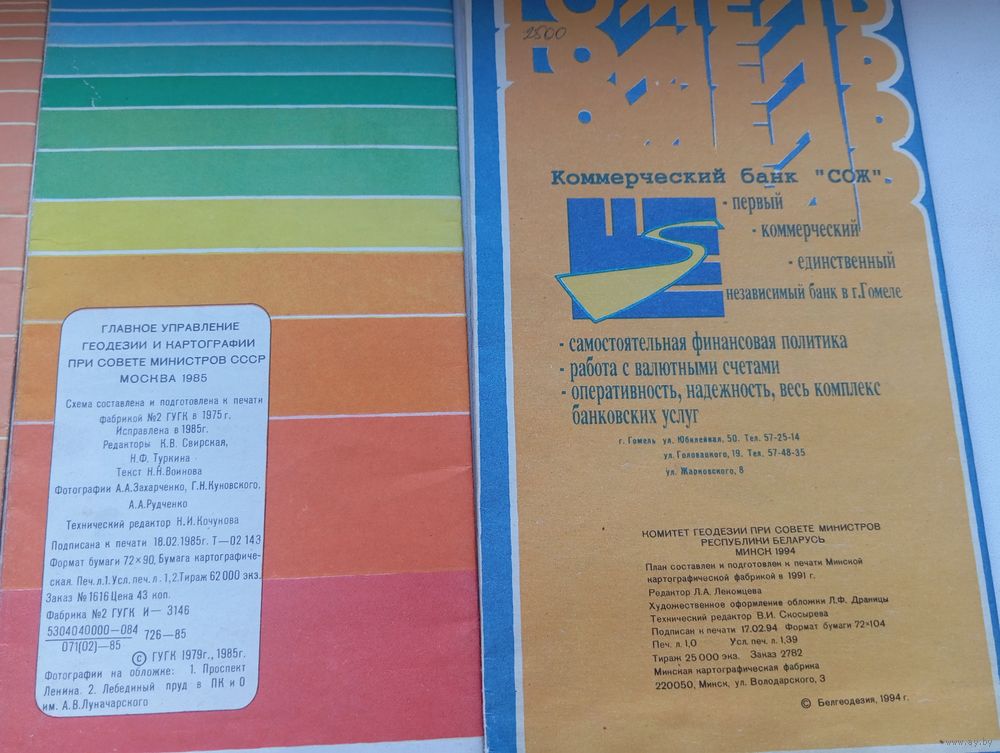 ГЛАВНОЕ УПРАВЛЕНИЕ
ГЕОДЕЗИИ И КАРТОГРАФИИ
ПРИ СОВЕТЕ МИНИСТРОВ СССР
МОСКВА 1985
Схема составлена и подготовлена к печати
фабрикой №2 ГУГК в 1975 г.
Исправлена в 1985г.
Редакторы К.В. Свирская,
Н.Ф. Туркина
Текст Н.Н. Воинова
Фотографии А.А. Захарченко, Г.Н. Куновского,
А.А. Рудченко
Технический редактор Н.И. Кочунова
Подписана к печати 18.02.1985г. Т—02 143
Формат бумаги 72×90. Бумага картографиче-
ская. Печ.л.1. Усл. печ.л. 1,2. Тираж 62 000 экз.
Заказ №1616 Цена 43 коп.
Фабрика №2 ГУГК И— 3146
5304040000—084
071(02)—85
726—85
© ГУГК 1979г., 1985г.
Фотографии на обложке: 1. Проспект
Ленина. 2. Лебединый пруд в ПК и О
им. А.В. Луначарского
ГОМЕЛЬ
2800
ГОМЕЛЬ
Коммерческий банк "СОЖ".
- первый
- коммерческий
- единственный
независимый банк в г.Гомеле
- самостоятельная финансовая политика
- работа с валютными счетами
- оперативность, надежность, весь комплекс
банковских услуг
г. Гомель ул. Юбилейная, 50. Тел. 57-25-14
ул. Головацкого, 19. Тел. 57-48-35
ул. Жарковского, 8
КОМИТЕТ ГЕОДЕЗИИ ПРИ СОВЕТЕ МИНИСТРОВ
РЕСПУБЛИКИ БЕЛАРУСЬ
МИНСК 1994
План составлен и подготовлен к печати Минской
картографической фабрикой в 1991 г.
Редактор Л.А. Лекомцева
Художественное оформление обложки Л.Ф. Драницы
Технический редактор В.И. Скосырева
Подписан к печати 17.02.94 Формат бумаги 72×104
Печ. л. 1,0 Усл. печ. л. 1,39
Тираж 25 000 экз. Заказ 2782
Минская картографическая фабрика
220050, Минск, ул. Володарского, 3
© Белгеодезия, 1994 г.
www.ay.by